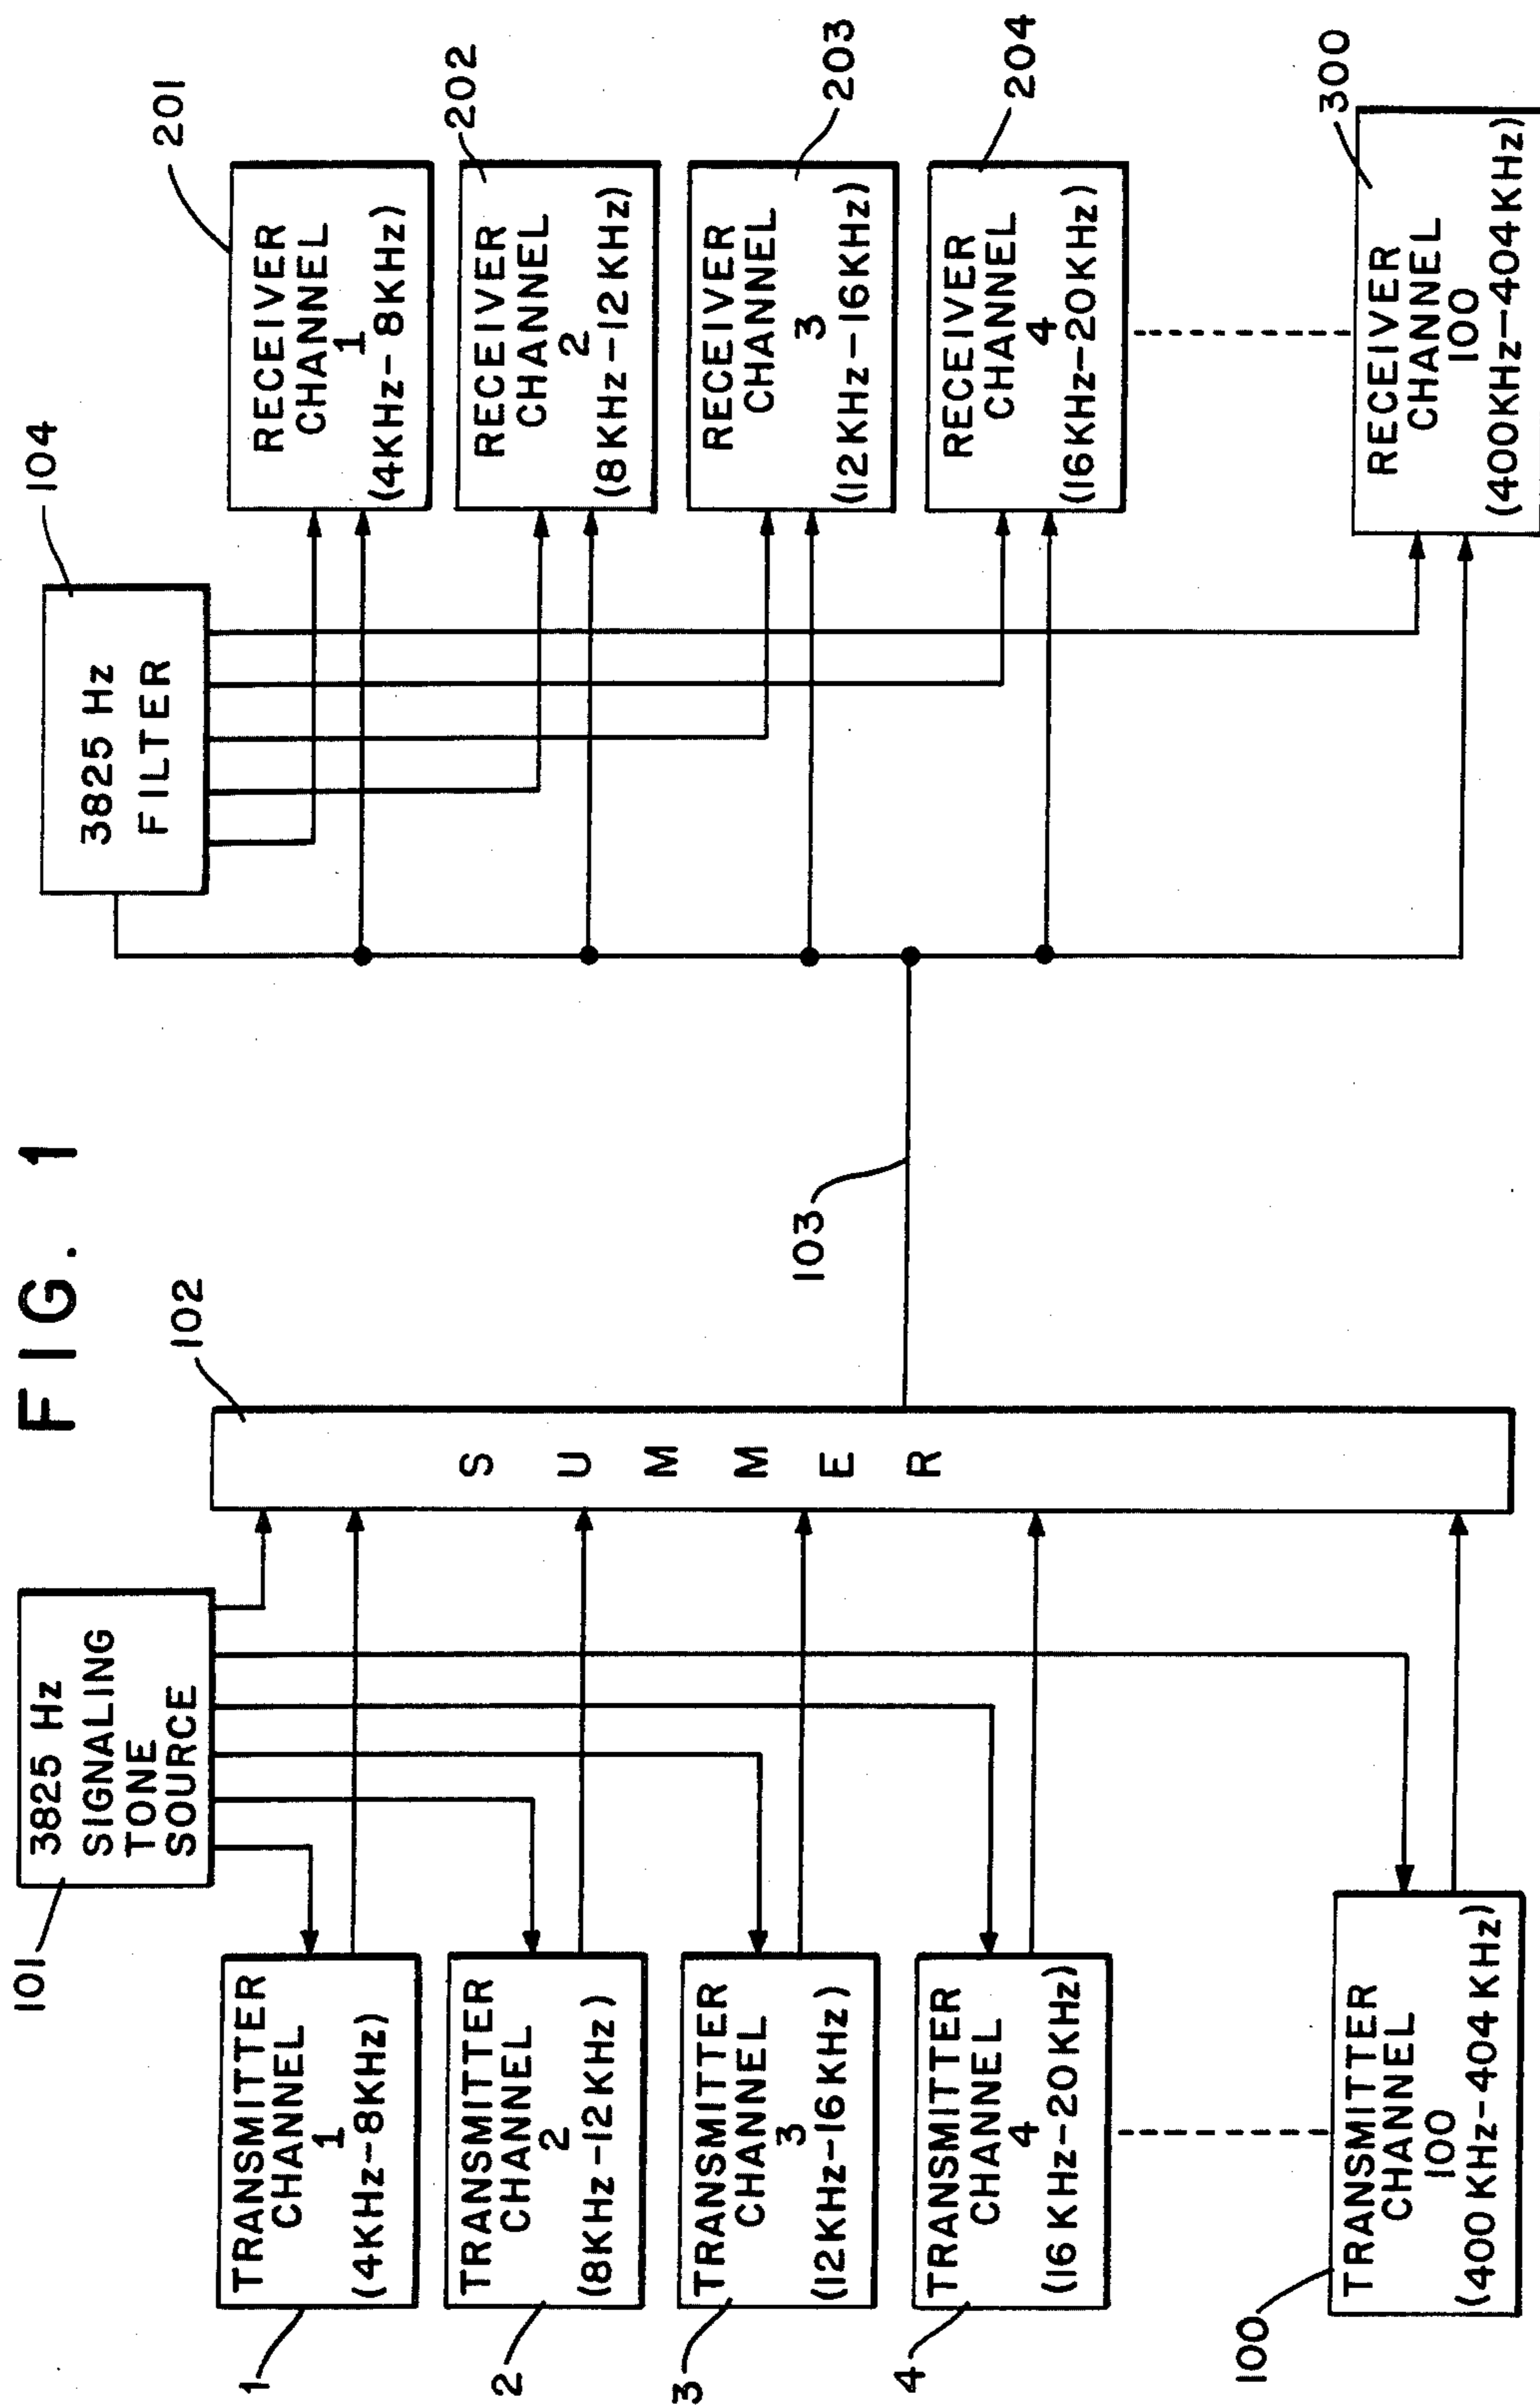 FIG. 1
101
3825 Hz
SIGNALING
TONE
SOURCE
102
SUMMER
103
104
3825 Hz
FILTER
1
TRANSMITTER
CHANNEL
1
(4KHz-8KHz)
2
TRANSMITTER
CHANNEL
2
(8KHz-12KHz)
3
TRANSMITTER
CHANNEL
3
(12KHz-16KHz)
4
TRANSMITTER
CHANNEL
4
(16KHz-20KHz)
100
TRANSMITTER
CHANNEL
100
(400KHz-404KHz)
201
RECEIVER
CHANNEL
1
(4KHz-8KHz)
202
RECEIVER
CHANNEL
2
(8KHz-12KHz)
203
RECEIVER
CHANNEL
3
(12KHz-16KHz)
204
RECEIVER
CHANNEL
4
(16KHz-20KHz)
300
RECEIVER
CHANNEL
100
(400KHz-404KHz)